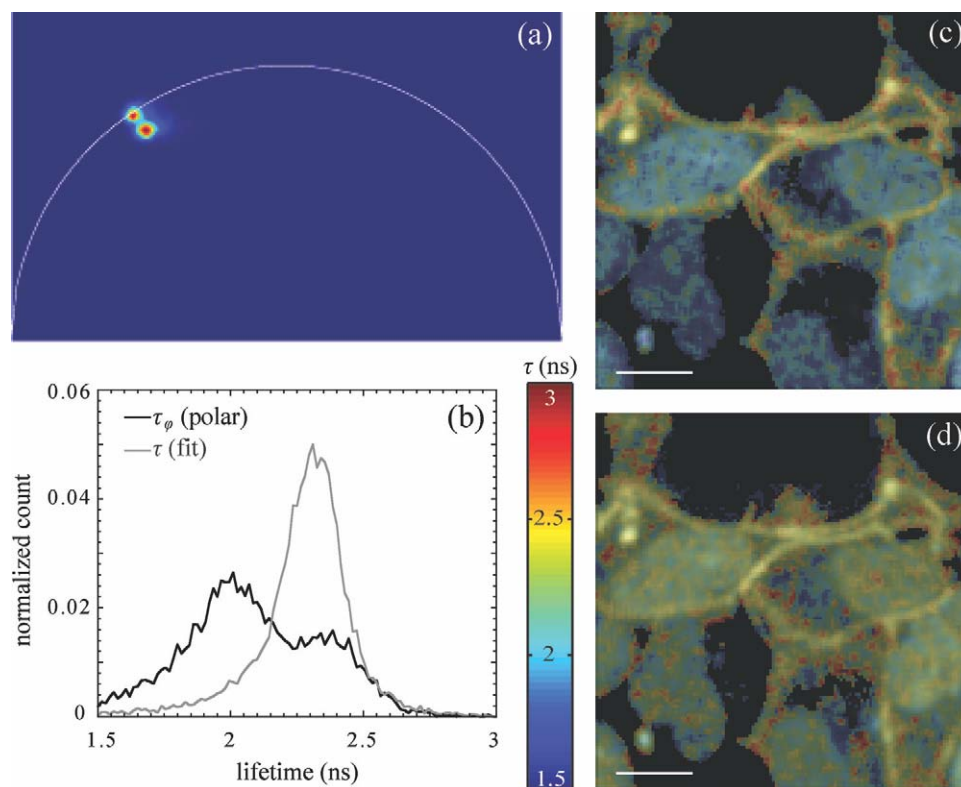 (a)
(c)
0.06
0.04
0.02
0
normalized count
τφ (polar)
τ (fit)
(b)
1.5
2
2.5
3
lifetime (ns)
τ (ns)
3
2.5
2
1.5
(d)